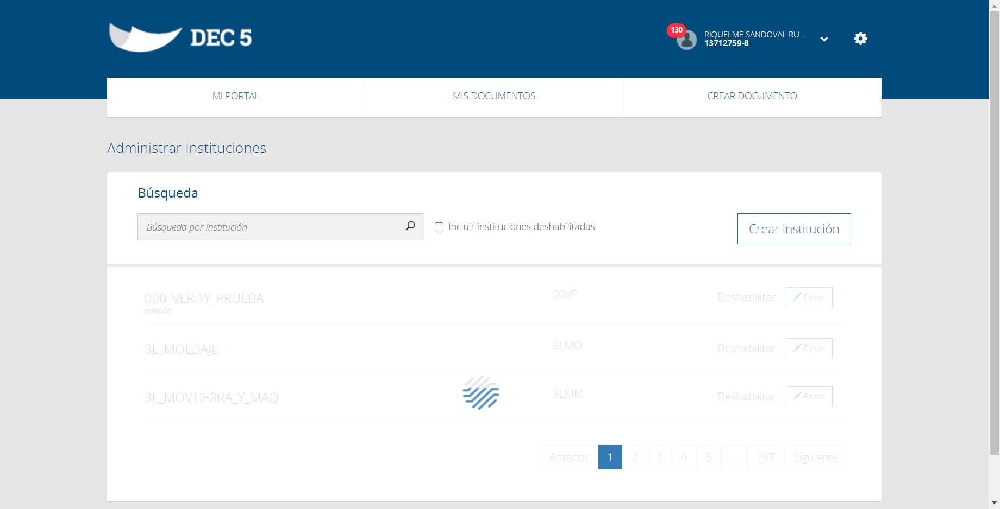 DEC 5
130
RIQUELME SANDOVAL RU...
13712759-8
MI PORTAL
MIS DOCUMENTOS
CREAR DOCUMENTO
Administrar Instituciones
Búsqueda
Búsqueda por institución
Incluir instituciones deshabilitadas
Crear Institución
000_VERITY_PRUEBA
editado
00VP
Deshabilitar
Editar
3L_MOLDAJE
3LMO
Deshabilitar
Editar
3L_MOVTIERRA_Y_MAQ
3LMM
Deshabilitar
Editar
Anterior 1 2 3 4 5 ... 297 Siguiente